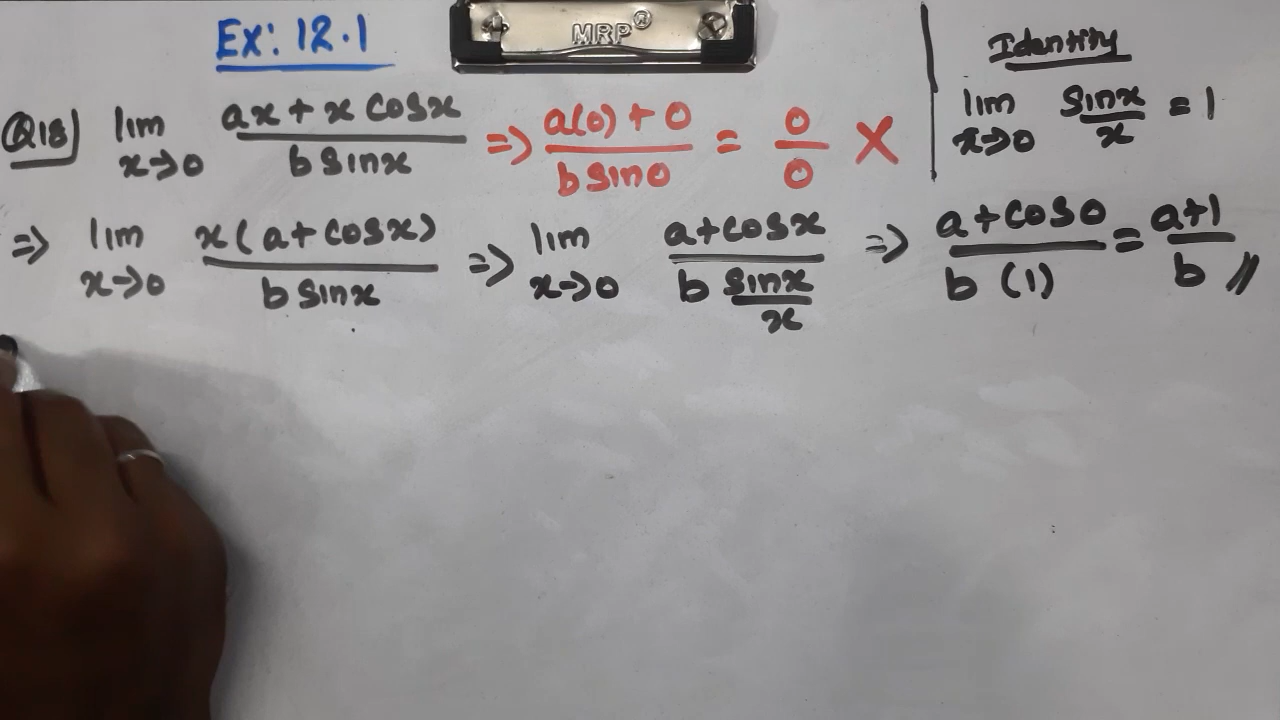 Ex: 12.1
MRP®
Identity
lim x→0 sinx/x = 1
Q18) lim x→0 (ax + x cosx)/(b sinx) => (a(0) + 0)/(b sin0) = 0/0 ×
=> lim x→0 x(a+cosx)/(b sinx) => lim x→0 (a+cosx)/(b sinx/x) => (a+cos0)/(b (1)) = (a+1)/b //